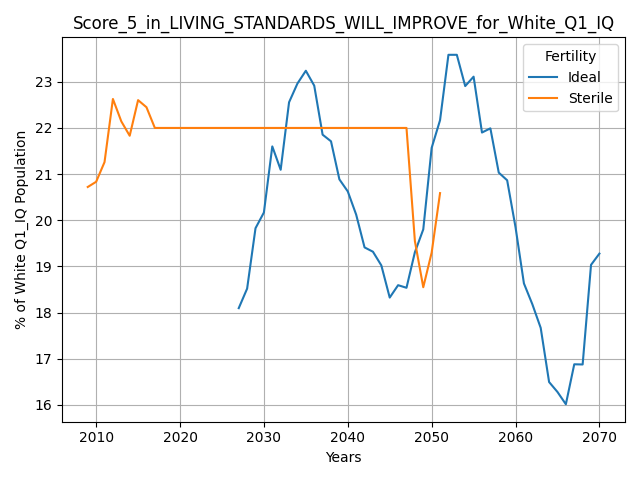 Score_5_in_LIVING_STANDARDS_WILL_IMPROVE_for_White_Q1_IQ
Fertility
Ideal
Sterile
% of White Q1_IQ Population
23
22
21
20
19
18
17
16
2010 2020 2030 2040 2050 2060 2070
Years